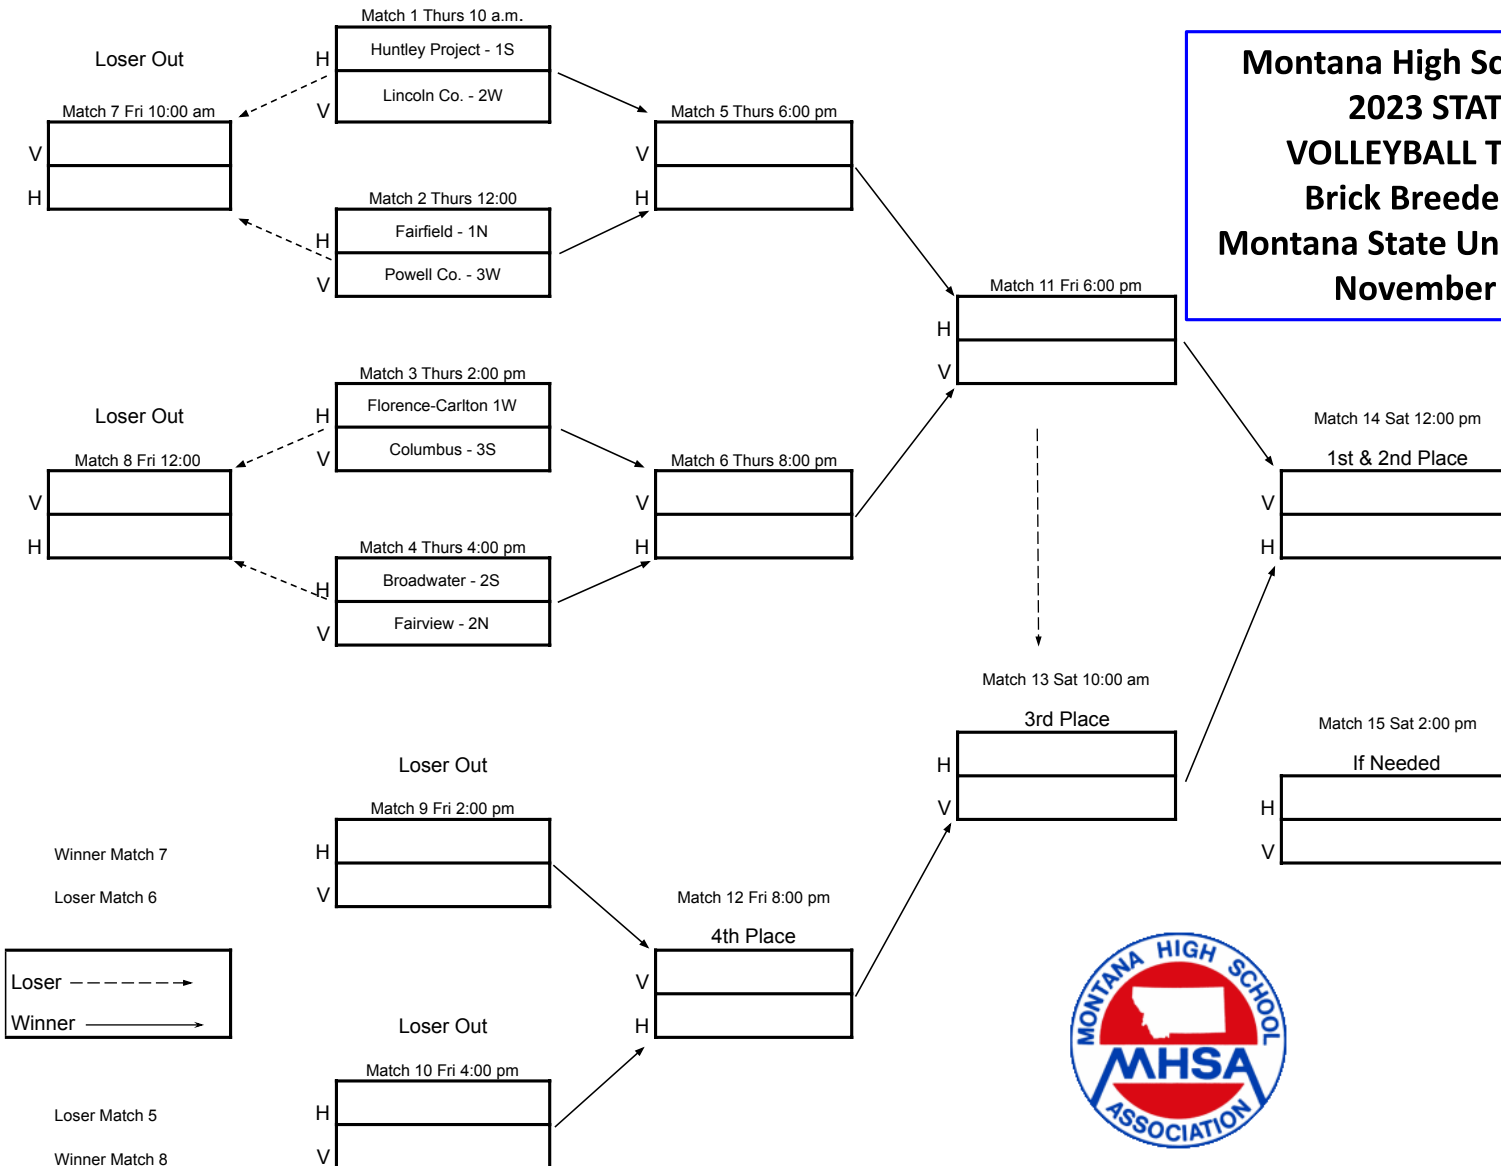 Match 1 Thurs 10 a.m.
Loser Out
H
Huntley Project - 1S
V
Lincoln Co. - 2W
Match 7 Fri 10:00 am
V
H
Match 2 Thurs 12:00
H
Fairfield - 1N
V
Powell Co. - 3W
Match 5 Thurs 6:00 pm
V
H
Montana High Sc
2023 STAT
VOLLEYBALL T
Brick Breede
Montana State Un
November
Match 11 Fri 6:00 pm
H
V
Match 3 Thurs 2:00 pm
Loser Out
H
Florence-Carlton 1W
V
Columbus - 3S
Match 8 Fri 12:00
V
H
Match 4 Thurs 4:00 pm
H
Broadwater - 2S
V
Fairview - 2N
Match 6 Thurs 8:00 pm
V
H
Match 14 Sat 12:00 pm
1st & 2nd Place
V
H
Match 13 Sat 10:00 am
3rd Place
H
V
Match 15 Sat 2:00 pm
If Needed
H
V
Loser Out
Match 9 Fri 2:00 pm
Winner Match 7
H
Loser Match 6
V
Match 12 Fri 8:00 pm
4th Place
V
H
Loser
Winner
Loser Out
Match 10 Fri 4:00 pm
Loser Match 5
H
Winner Match 8
V
MONTANA HIGH SCHOOL
MHSA
ASSOCIATION